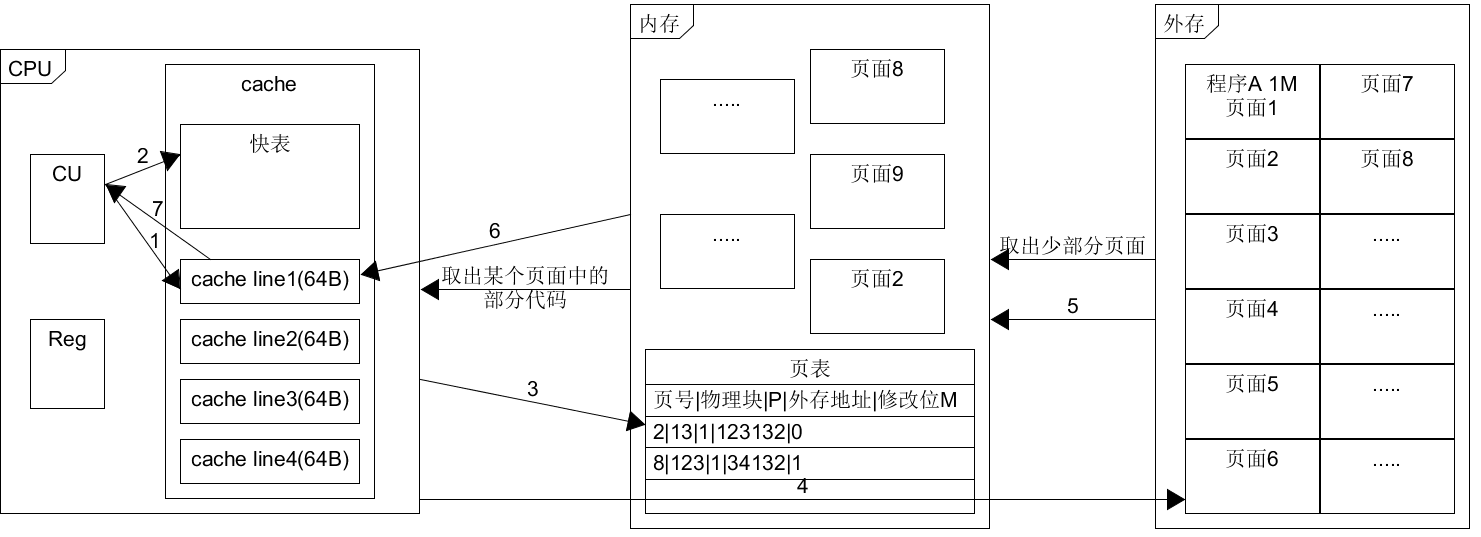 CPU
cache
快表
CU
2
7
1
cache line1(64B)
Reg
cache line2(64B)
cache line3(64B)
cache line4(64B)
6
取出某个页面中的
部分代码
3
4
内存
页面8
.....
页面9
.....
页面2
页表
页号|物理块|P|外存地址|修改位M
2|13|1|123132|0
8|123|1|34132|1
取出少部分页面
5
外存
程序A 1M
页面1
页面7
页面2
页面8
页面3
.....
页面4
.....
页面5
.....
页面6
.....